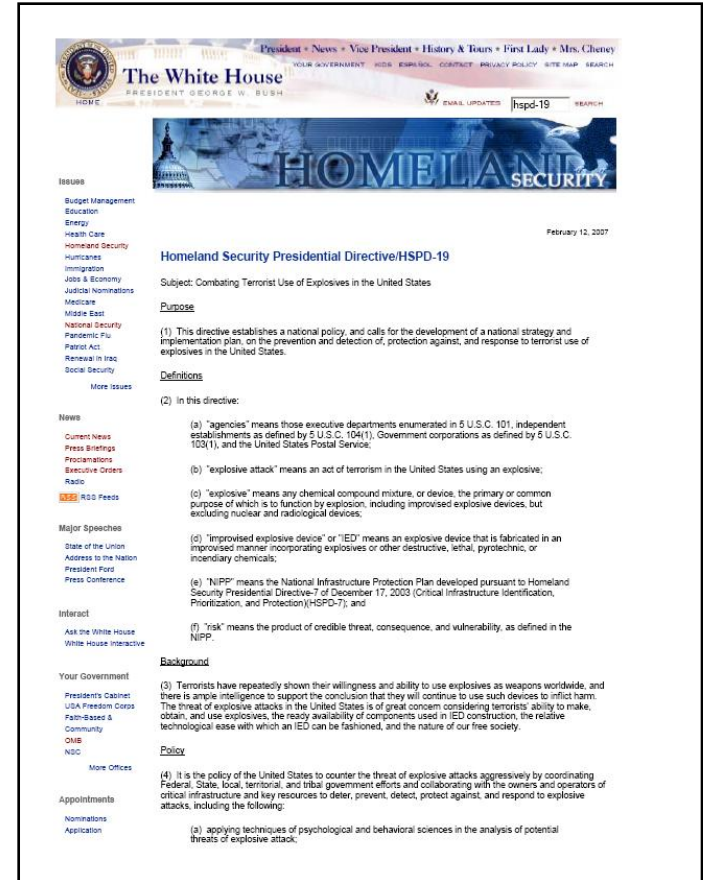 President • News • Vice President • History & Tours • First Lady • Mrs. Cheney
YOUR GOVERNMENT KIDS ESPAÑOL CONTACT PRIVACY POLICY SITE MAP SEARCH
The White House
PRESIDENT GEORGE W. BUSH
HOME
EMAIL UPDATES hspd-19 SEARCH
HOMELAND
SECURITY
Issues
Budget Management
Education
Energy
Health Care
Homeland Security
Hurricanes
Immigration
Jobs & Economy
Judicial Nominations
Medicare
Middle East
National Security
Pandemic Flu
Patriot Act
Renewal in Iraq
Social Security
More Issues
News
Current News
Press Briefings
Proclamations
Executive Orders
Radio
RSS RSS Feeds
Major Speeches
State of the Union
Address to the Nation
President Ford
Press Conference
Interact
Ask the White House
White House Interactive
Your Government
President's Cabinet
USA Freedom Corps
Faith-Based &
Community
OMB
NSC
More Offices
Appointments
Nominations
Application
February 12, 2007
Homeland Security Presidential Directive/HSPD-19
Subject: Combating Terrorist Use of Explosives in the United States
Purpose
(1) This directive establishes a national policy, and calls for the development of a national strategy and
implementation plan, on the prevention and detection of, protection against, and response to terrorist use of
explosives in the United States.
Definitions
(2) In this directive:
(a) "agencies" means those executive departments enumerated in 5 U.S.C. 101, independent
establishments as defined by 5 U.S.C. 104(1), Government corporations as defined by 5 U.S.C.
103(1), and the United States Postal Service;
(b) "explosive attack" means an act of terrorism in the United States using an explosive;
(c) "explosive" means any chemical compound mixture, or device, the primary or common
purpose of which is to function by explosion, including improvised explosive devices, but
excluding nuclear and radiological devices;
(d) "improvised explosive device" or "IED" means an explosive device that is fabricated in an
improvised manner incorporating explosives or other destructive, lethal, pyrotechnic, or
incendiary chemicals;
(e) "NIPP" means the National Infrastructure Protection Plan developed pursuant to Homeland
Security Presidential Directive-7 of December 17, 2003 (Critical Infrastructure Identification,
Prioritization, and Protection)(HSPD-7); and
(f) "risk" means the product of credible threat, consequence, and vulnerability, as defined in the
NIPP.
Background
(3) Terrorists have repeatedly shown their willingness and ability to use explosives as weapons worldwide, and
there is ample intelligence to support the conclusion that they will continue to use such devices to inflict harm.
The threat of explosive attacks in the United States is of great concern considering terrorists' ability to make,
obtain, and use explosives, the ready availability of components used in IED construction, the relative
technological ease with which an IED can be fashioned, and the nature of our free society.
Policy
(4) It is the policy of the United States to counter the threat of explosive attacks aggressively by coordinating
Federal, State, local, territorial, and tribal government efforts and collaborating with the owners and operators of
critical infrastructure and key resources to deter, prevent, detect, protect against, and respond to explosive
attacks, including the following:
(a) applying techniques of psychological and behavioral sciences in the analysis of potential
threats of explosive attack;